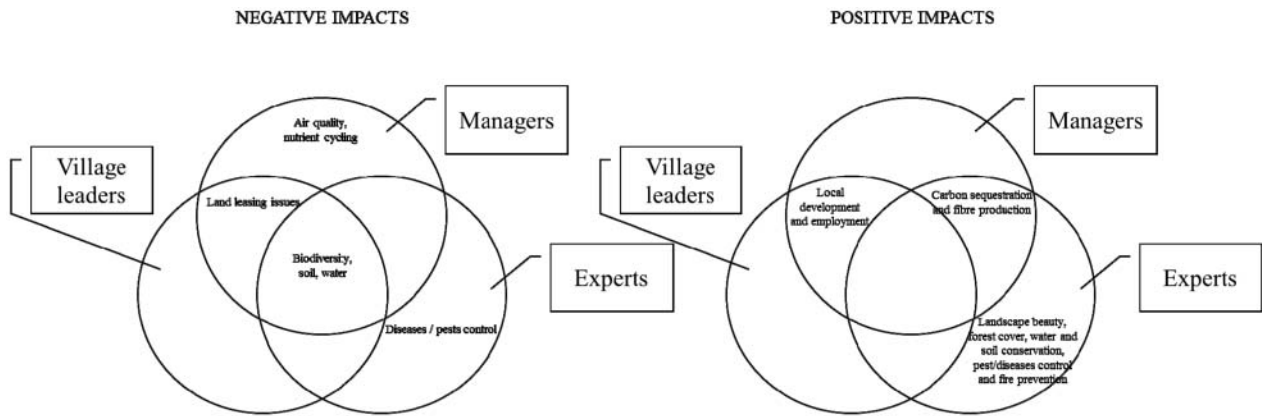 NEGATIVE IMPACTS
Managers
Air quality,
nutrient cycling
Village
leaders
Land leasing issues
Biodiversity,
soil, water
Experts
Diseases / pests control
POSITIVE IMPACTS
Managers
Village
leaders
Local
development
and employment
Carbon sequestration
and fibre production
Experts
Landscape beauty,
forest cover, water and
soil conservation,
pest/diseases control
and fire prevention